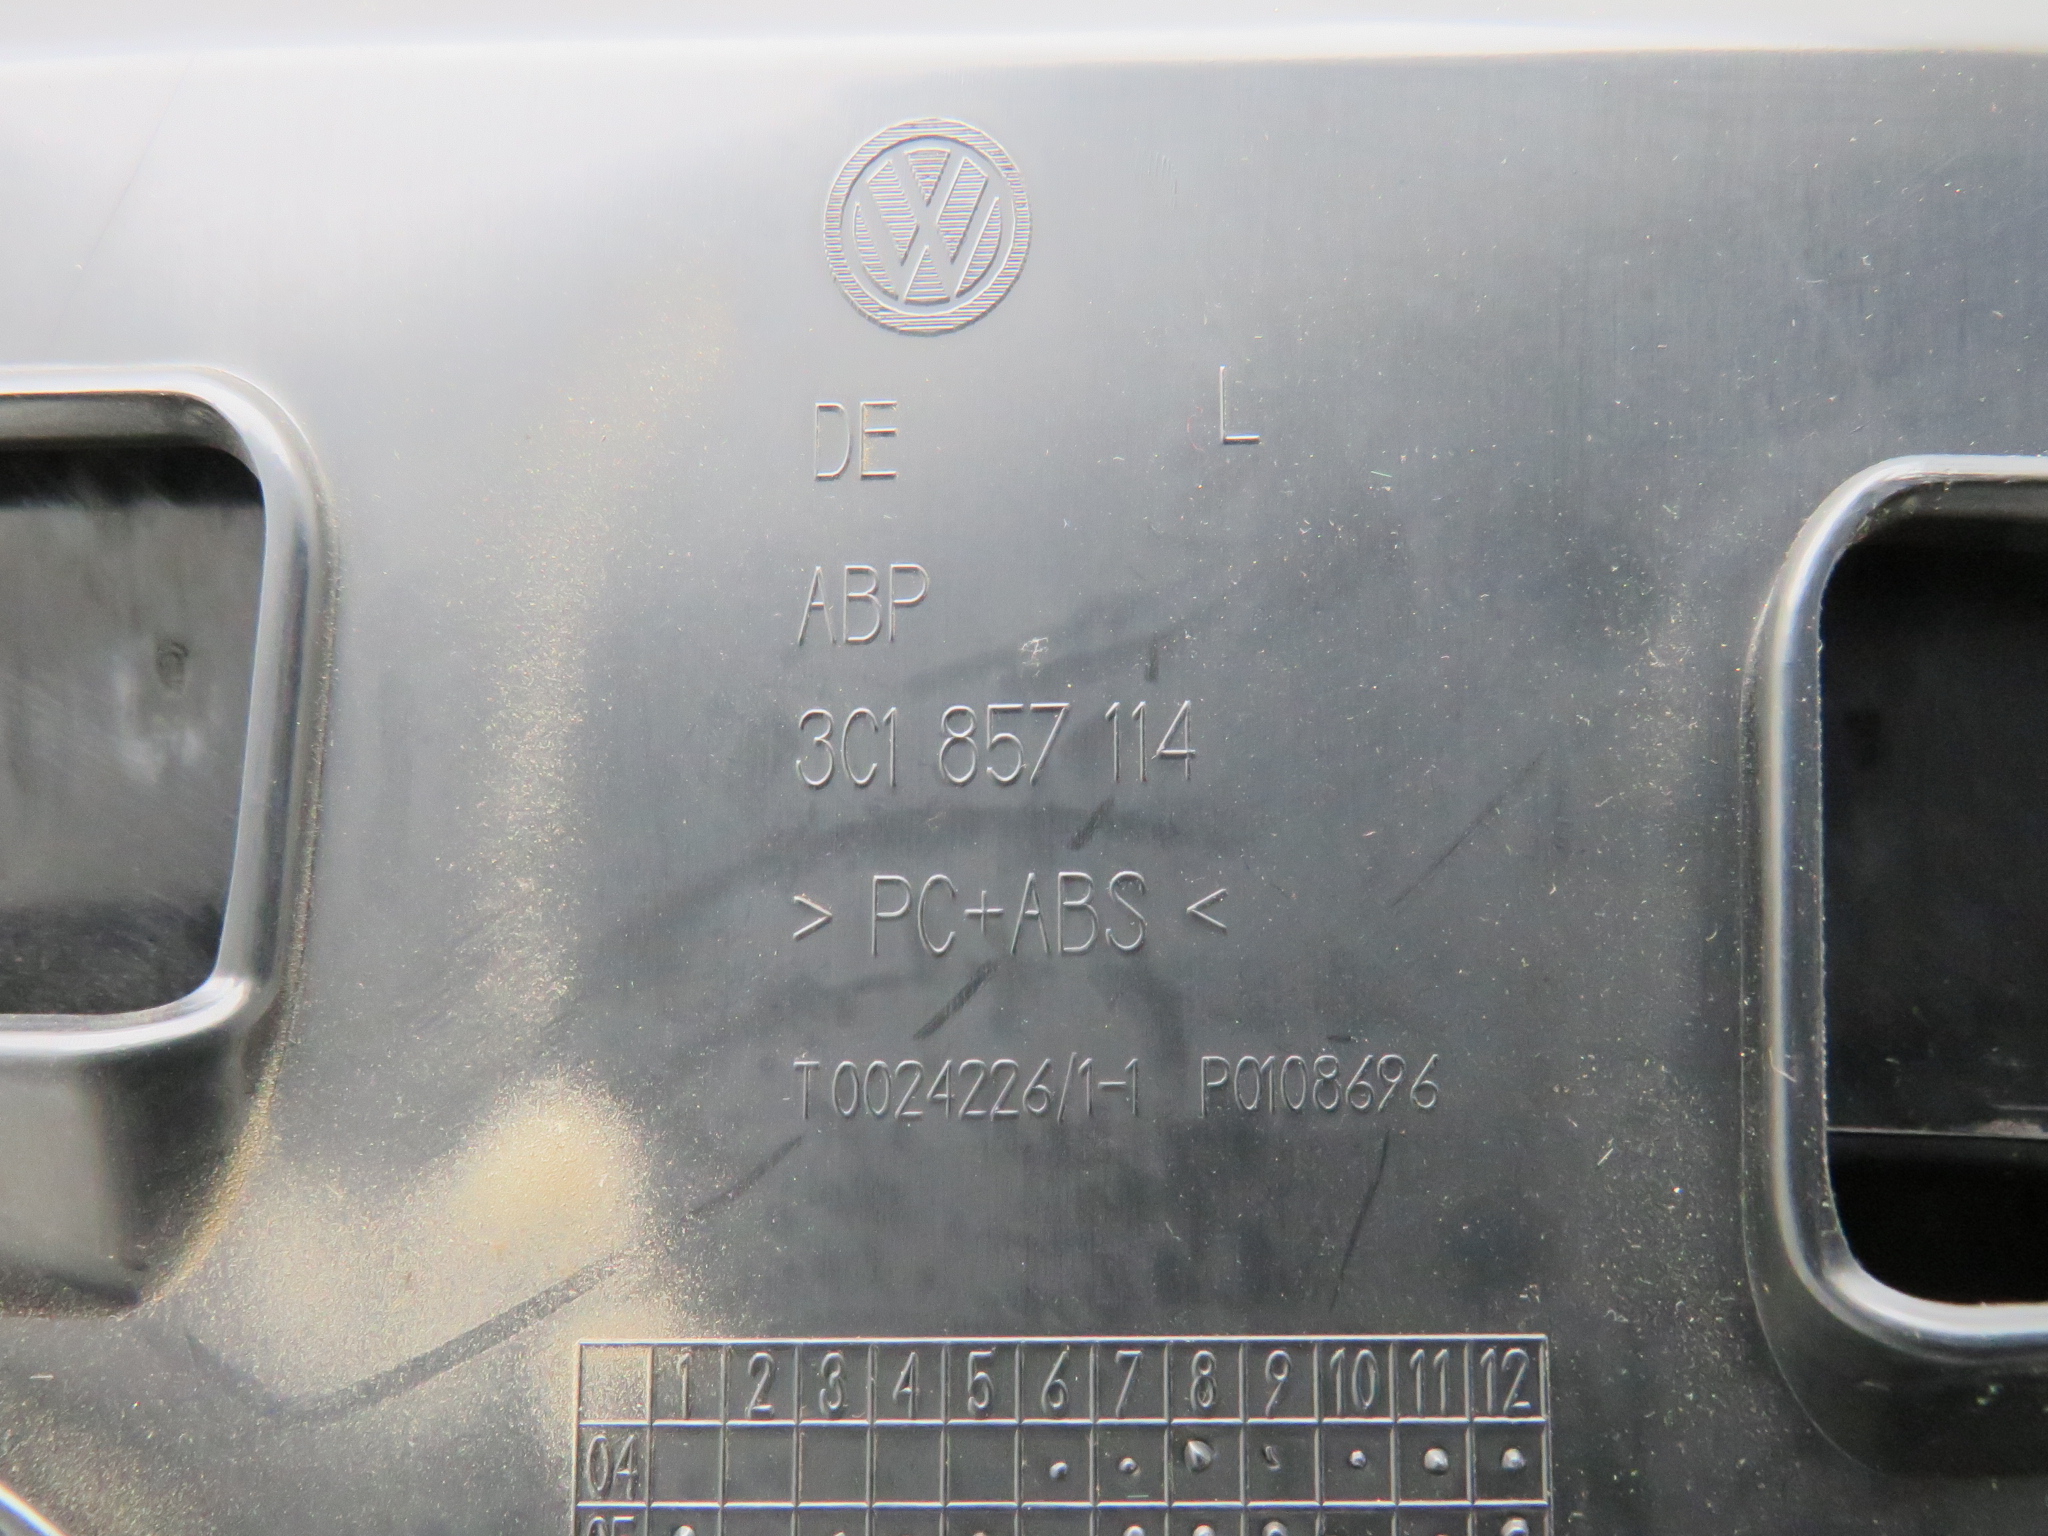 DE L
ABP
3C1 857 114
> PC+ABS <
T0024226/1-1 P0108696
1 2 3 4 5 6 7 8 9 10 11 12
04